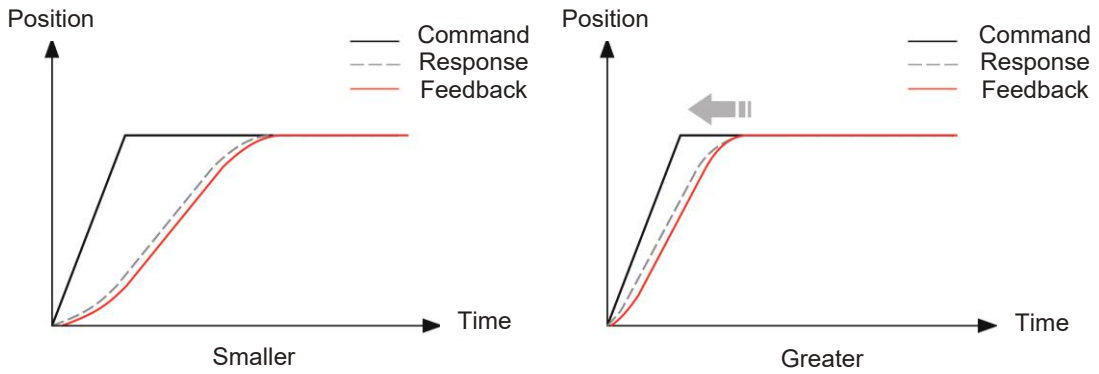 Position
Command
Response
Feedback
Time
Smaller
Position
Command
Response
Feedback
Time
Greater